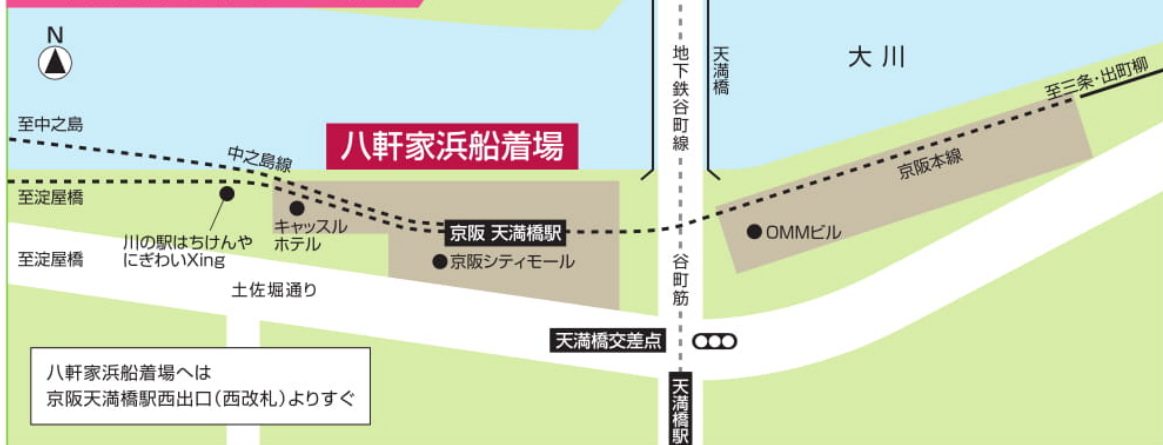 N
大川
地下鉄谷町線
天満橋
至三条・出町柳
至中之島
中之島線
八軒家浜船着場
京阪本線
至淀屋橋
川の駅はちけんや
にぎわいXing
キャッスル
ホテル
京阪 天満橋駅
OMMビル
京阪シティモール
至淀屋橋
土佐堀通り
谷町筋
天満橋交差点
天満橋駅
八軒家浜船着場へは
京阪天満橋駅西出口(西改札)よりすぐ